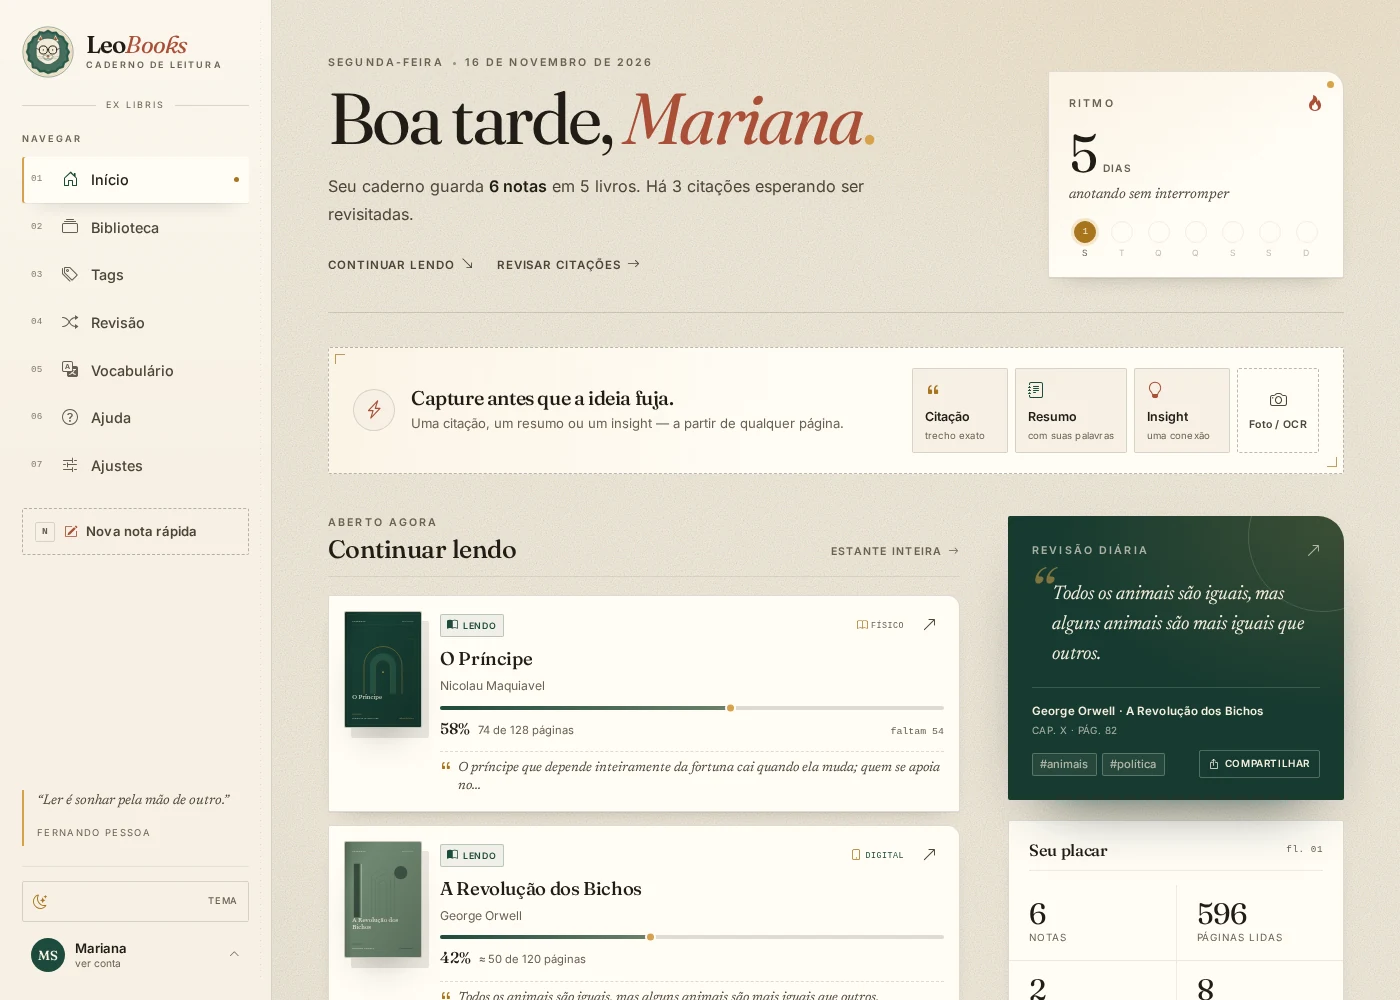 LeoBooks
CADERNO DE LEITURA
EX LIBRIS
NAVEGAR
01 Início
02 Biblioteca
03 Tags
04 Revisão
05 Vocabulário
06 Ajuda
07 Ajustes
N Nova nota rápida
“Ler é sonhar pela mão de outro.”
FERNANDO PESSOA
TEMA
MS Mariana
ver conta
SEGUNDA-FEIRA • 16 DE NOVEMBRO DE 2026
Boa tarde, Mariana.
Seu caderno guarda 6 notas em 5 livros. Há 3 citações esperando ser
revisitadas.
CONTINUAR LENDO ↘ REVISAR CITAÇÕES →
RITMO
5 DIAS
anotando sem interromper
1
S T Q Q S S D
Capture antes que a ideia fuja.
Uma citação, um resumo ou um insight — a partir de qualquer página.
Citação
trecho exato
Resumo
com suas palavras
Insight
uma conexão
Foto / OCR
ABERTO AGORA
Continuar lendo
ESTANTE INTEIRA →
O Príncipe
LENDO
FÍSICO
O Príncipe
Nicolau Maquiavel
58% 74 de 128 páginas
faltam 54
“ O príncipe que depende inteiramente da fortuna cai quando ela muda; quem se apoia
no...
A Revolução dos
Bichos
LENDO
DIGITAL
A Revolução dos Bichos
George Orwell
42% ≈ 50 de 120 páginas
“ Todos os animais são iguais, mas alguns animais são mais iguais que outros.
REVISÃO DIÁRIA
“Todos os animais são iguais, mas
alguns animais são mais iguais que
outros.
George Orwell · A Revolução dos Bichos
CAP. X · PÁG. 82
#animais #política
COMPARTILHAR
Seu placar
fl. 01
6
NOTAS
596
PÁGINAS LIDAS
2
8